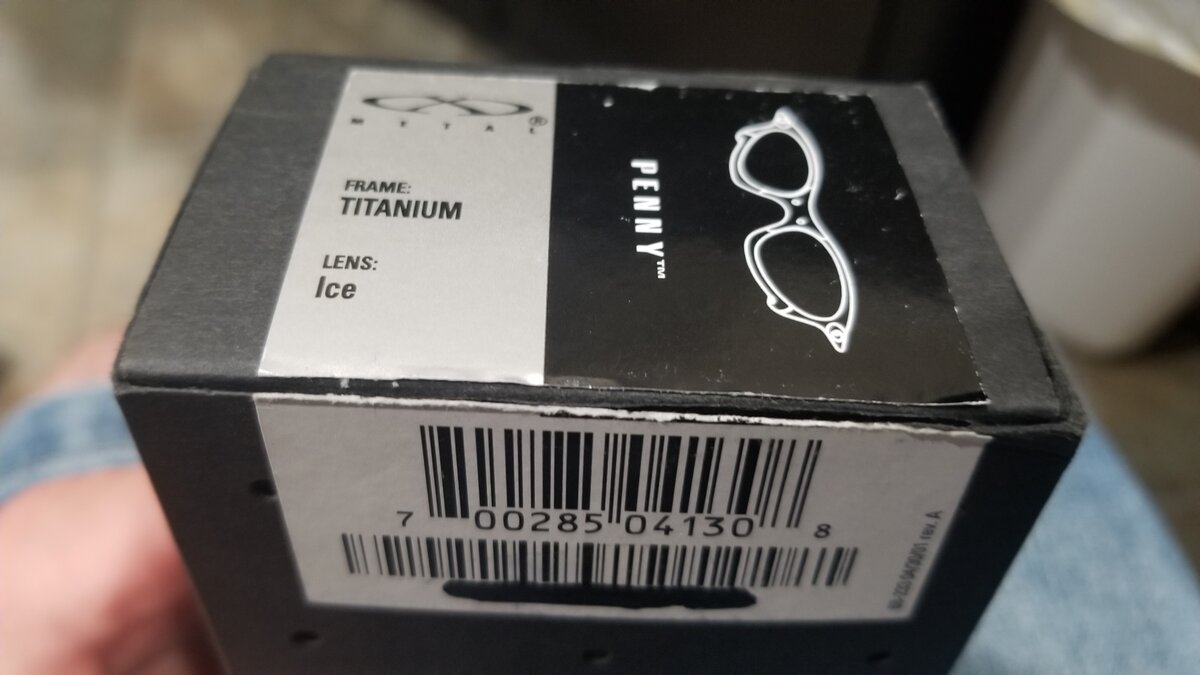 METAL®
FRAME:
TITANIUM
LENS:
Ice
PENNY™
7 00285 04130 8